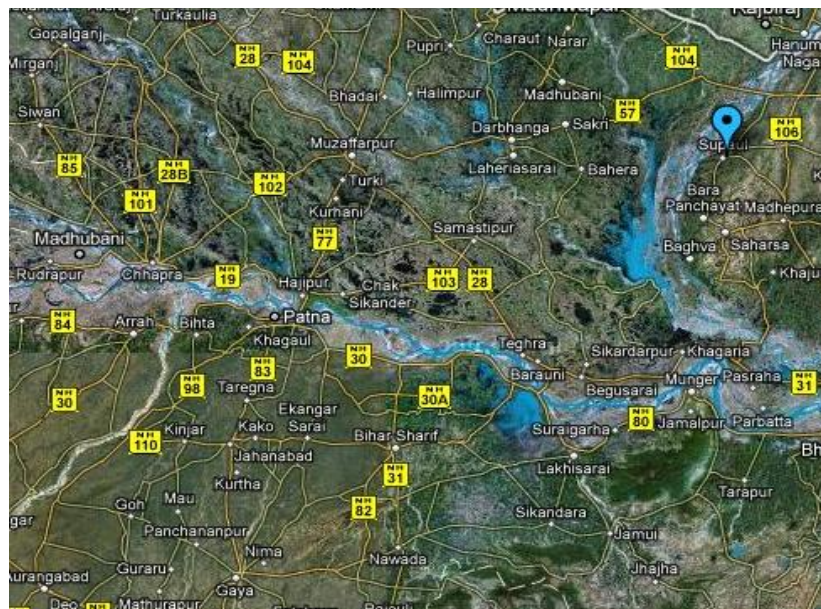 Turkaulia
Gopalganj
NH
28
NH
104
Pupri
Charaut
Narar
NH
104
Siwan
Bhadai
Halimpur
Madhubani
NH
57
Darbhanga
Sakri
NH
106
Supaul
Muzaffarpur
Laheriasarai
Bahera
NH
85
NH
28B
NH
102
Turki
Kurhani
NH
101
Bara
Panchayat
Madhepura
Madhubani
NH
77
Samastipur
Baghva
Saharsa
Rudrapur
Chhapra
NH
19
Hajipur
Chak
Sikander
NH
103
NH
28
NH
84
Arrah
Bihta
Patna
Khagaul
NH
30
Teghra
Sikardarpur
Khagaria
NH
83
Barauni
Begusarai
Munger
Pasraha
NH
31
NH
30
NH
98
Taregna
NH
30A
Ekangar
Sarai
Suraigarha
NH
80
Jamalpur
Parbatta
NH
110
Kinjar
Kako
Jahanabad
Bihar Sharif
Lakhisarai
Kurtha
NH
31
Tarapur
Goh
Mau
NH
82
Sikandara
Panchananpur
Jamui
Nima
Nawada
Guraru
Gaya
Jhajha
Mathurapur